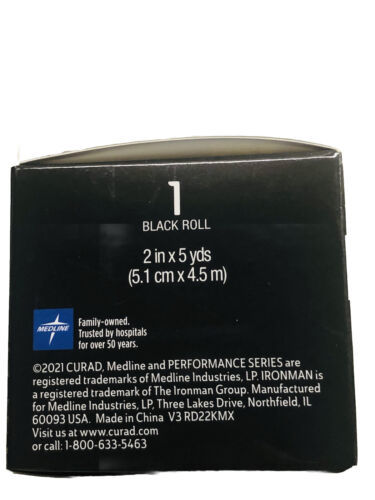 1
BLACK ROLL
2 in x 5 yds
(5.1 cm x 4.5 m)
MEDLINE
Family-owned.
Trusted by hospitals
for over 50 years.
©2021 CURAD, Medline and PERFORMANCE SERIES are
registered trademarks of Medline Industries, LP. IRONMAN is
a registered trademark of The Ironman Group. Manufactured
for Medline Industries, LP, Three Lakes Drive, Northfield, IL
60093 USA. Made in China V3 RD22KMX
Visit us at www.curad.com
or call: 1-800-633-5463